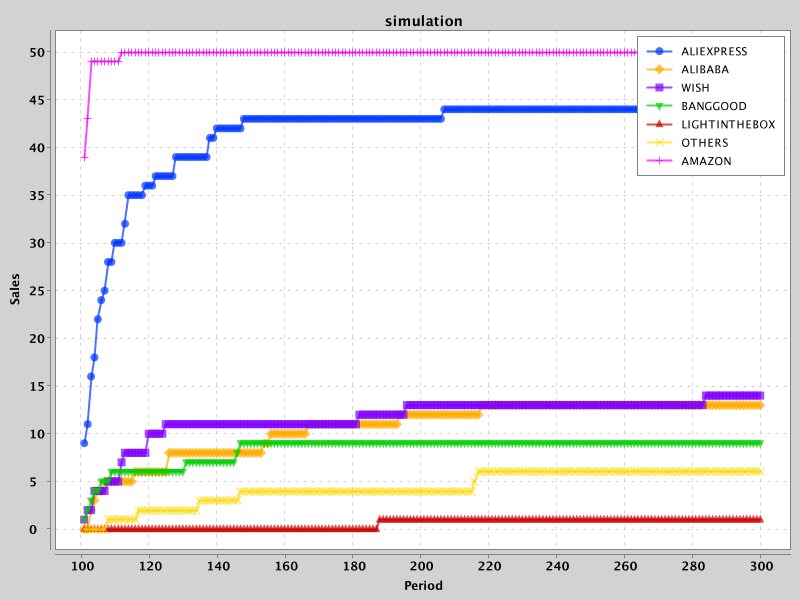 simulation
50
45
40
35
30
25
20
15
10
5
0
Sales
ALIEXPRESS
ALIBABA
WISH
BANGGOOD
LIGHTINTHEBOX
OTHERS
AMAZON
100 120 140 160 180 200 220 240 260 280 300
Period